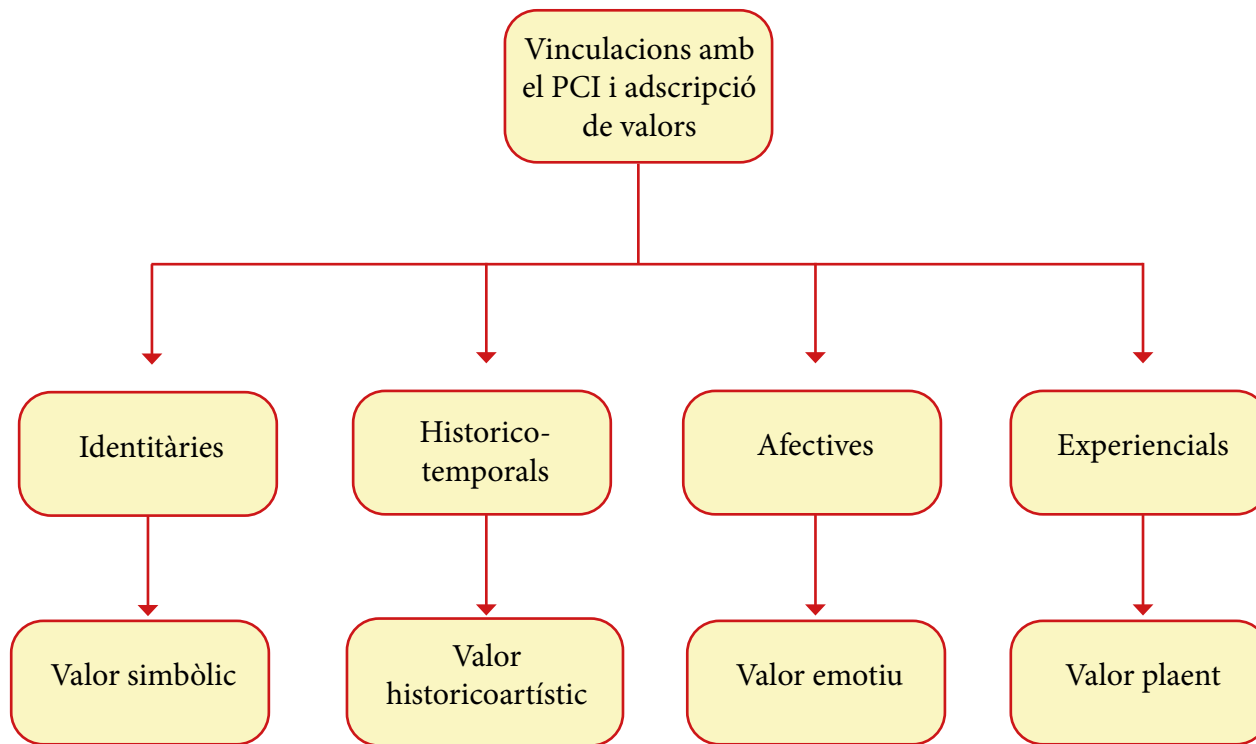 Vinculacions amb
el PCI i adscripció
de valors
Identitàries
Historico-
temporals
Afectives
Experiencials
Valor simbòlic
Valor
historicoartístic
Valor emotiu
Valor plaent